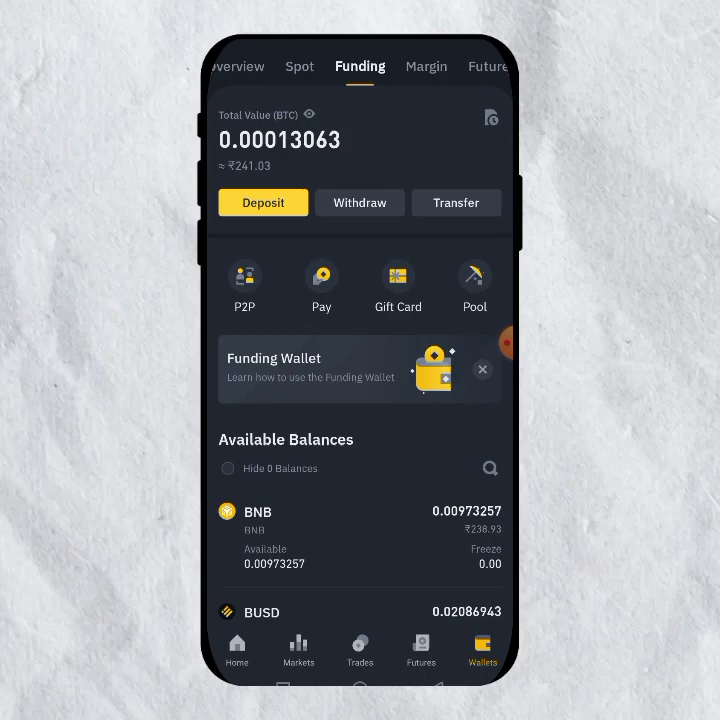 Overview Spot Funding Margin Futures
Total Value (BTC)
0.00013063
≈ ₹241.03
Deposit Withdraw Transfer
P2P Pay Gift Card Pool
Funding Wallet
Learn how to use the Funding Wallet
Available Balances
Hide 0 Balances
BNB 0.00973257
BNB ₹238.93
Available Freeze
0.00973257 0.00
BUSD 0.02086943
Home Markets Trades Futures Wallets